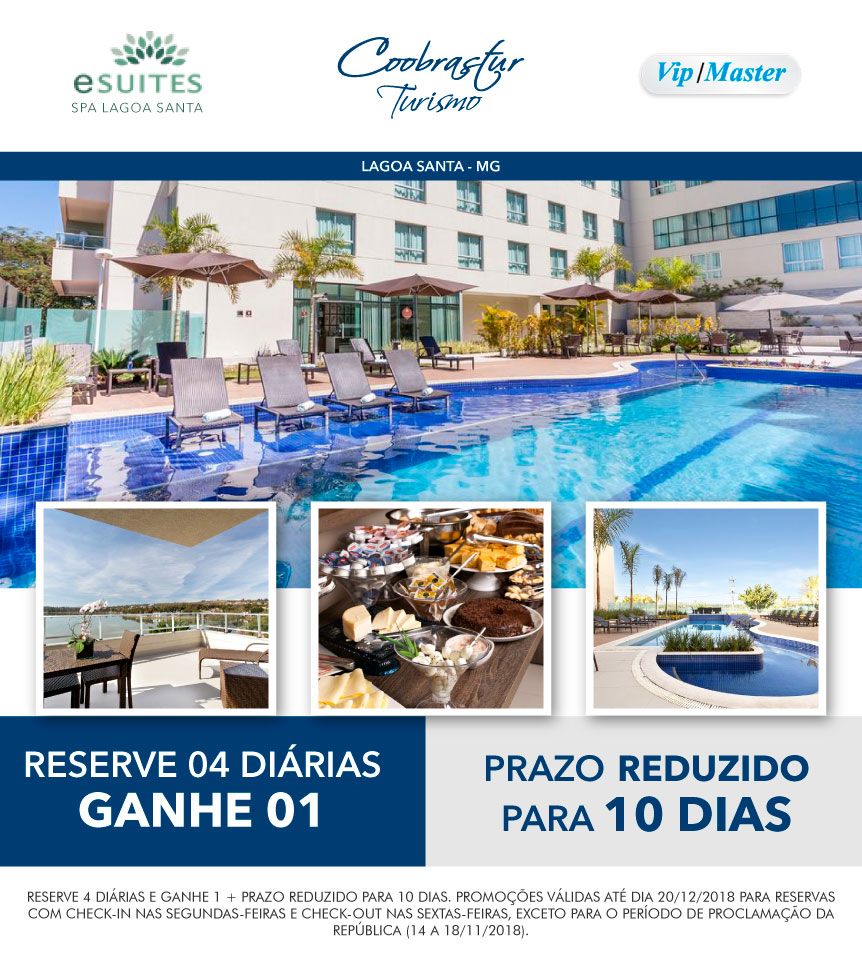 eSUITES
SPA LAGOA SANTA
Coobrastur
Turismo
Vip/Master
LAGOA SANTA - MG
RESERVE 04 DIÁRIAS
GANHE 01
PRAZO REDUZIDO
PARA 10 DIAS
RESERVE 4 DIÁRIAS E GANHE 1 + PRAZO REDUZIDO PARA 10 DIAS. PROMOÇÕES VÁLIDAS ATÉ DIA 20/12/2018 PARA RESERVAS
COM CHECK-IN NAS SEGUNDAS-FEIRAS E CHECK-OUT NAS SEXTAS-FEIRAS, EXCETO PARA O PERÍODO DE PROCLAMAÇÃO DA
REPÚBLICA (14 A 18/11/2018).